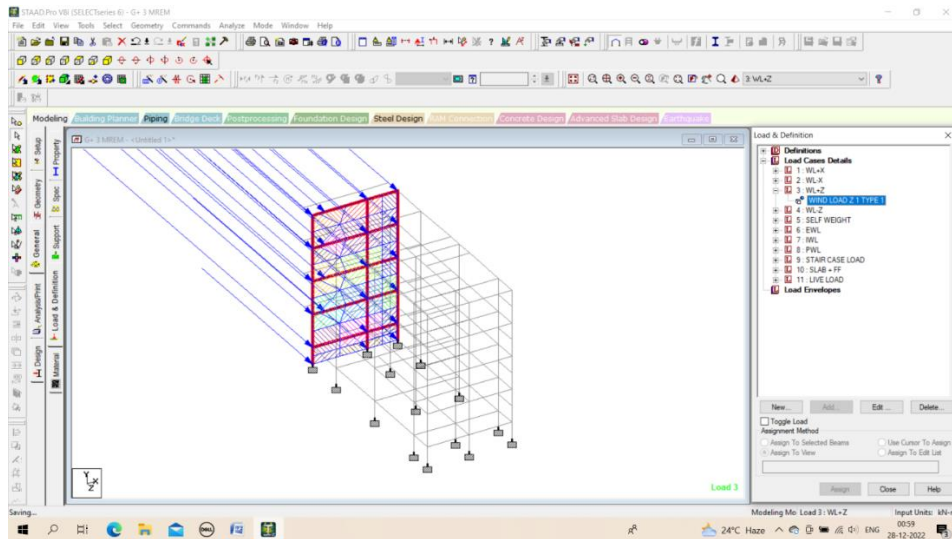 STAAD.Pro V8i (SELECTseries 6) - G+ 3 MREM
File Edit View Tools Select Geometry Commands Analyze Mode Window Help
3: WL+Z
Modeling Building Planner Piping Bridge Deck Postprocessing Foundation Design Steel Design RAM Connection Concrete Design Advanced Slab Design Earthquake
G+ 3 MREM - <Untitled 1>*
Setup
Geometry
General
Analysis/Print
Design
Property
Spec
Support
Load & Definition
Material
Y
X
Z
Load 3
Load & Definition
Definitions
Load Cases Details
1 : WL+X
2 : WL-X
3 : WL+Z
WIND LOAD Z 1 TYPE 1
4 : WL-Z
5 : SELF WEIGHT
6 : EWL
7 : IWL
8 : PWL
9 : STAIR CASE LOAD
10 : SLAB + FF
11 : LIVE LOAD
Load Envelopes
New... Add... Edit ... Delete...
Toggle Load
Assignment Method
Assign To Selected Beams Use Cursor To Assign
Assign To View Assign To Edit List
Assign Close Help
Saving...
Modeling Mo Load 3 : WL+Z Input Units: kN-
24°C Haze ENG 00:59
28-12-2022